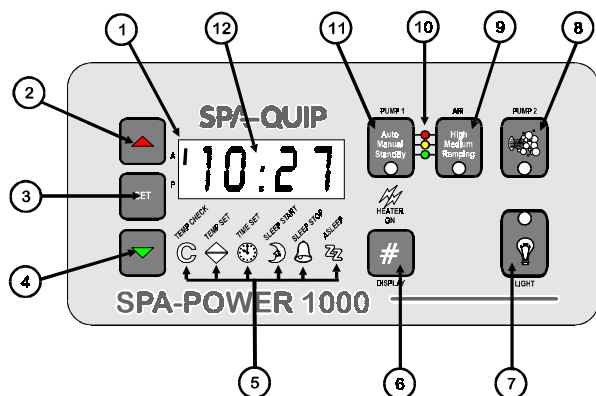 1
12
11
10
9
8
2
3
4
SPA-QUIP
PUMP 1
AIR
PUMP 2
A
P
'10:27
SET
Auto
Manual
Standby
High
Medium
Ramping
HEATER
ON
TEMP CHECK
TEMP SET
TIME SET
SLEEP START
SLEEP STOP
ASLEEP
C
ZZ
#
DISPLAY
LIGHT
SPA-POWER 1000
5
6
7